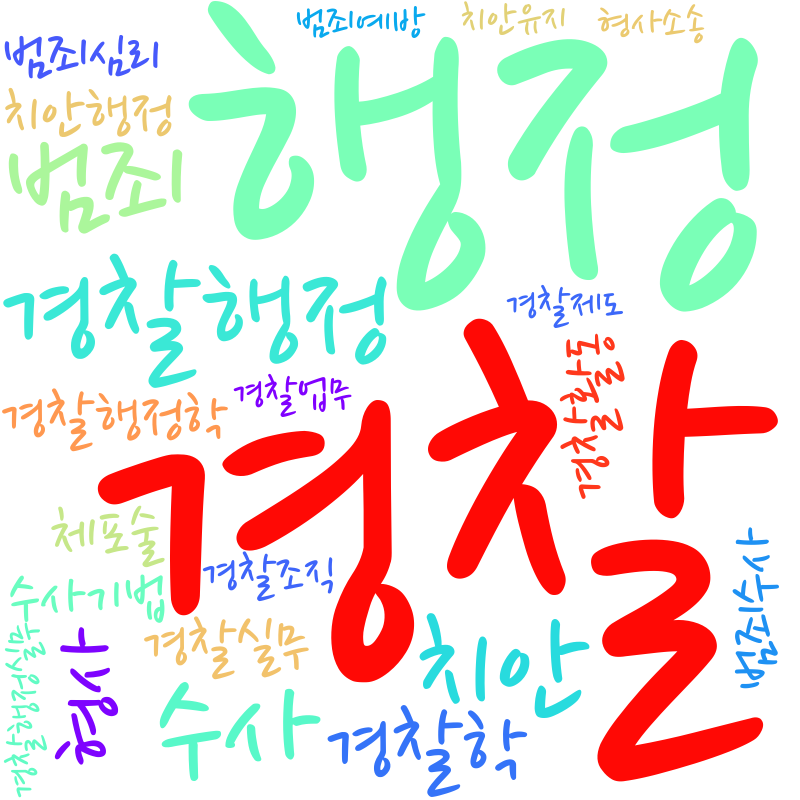 범죄예방
치안유지
형사소송
범죄심리
행정
치안행정
범죄
경찰행정
경찰제도
경찰활동
경찰행정학
경찰업무
경찰
체포술
경찰조직
수사기법
경찰실무
치안
범죄수사
형사
수사
경찰학
경찰행정실무